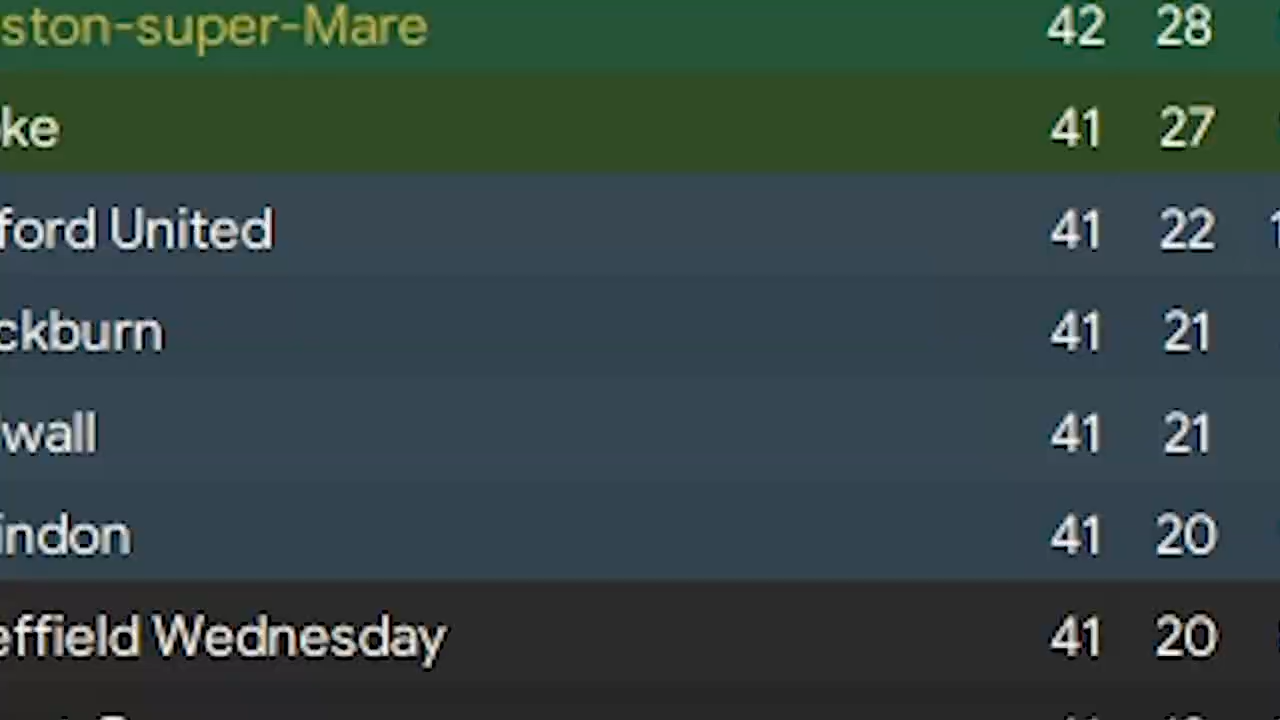 ston-super-Mare 42 28
ke 41 27
ford United 41 22 1
ckburn 41 21
wall 41 21
indon 41 20
effield Wednesday 41 20